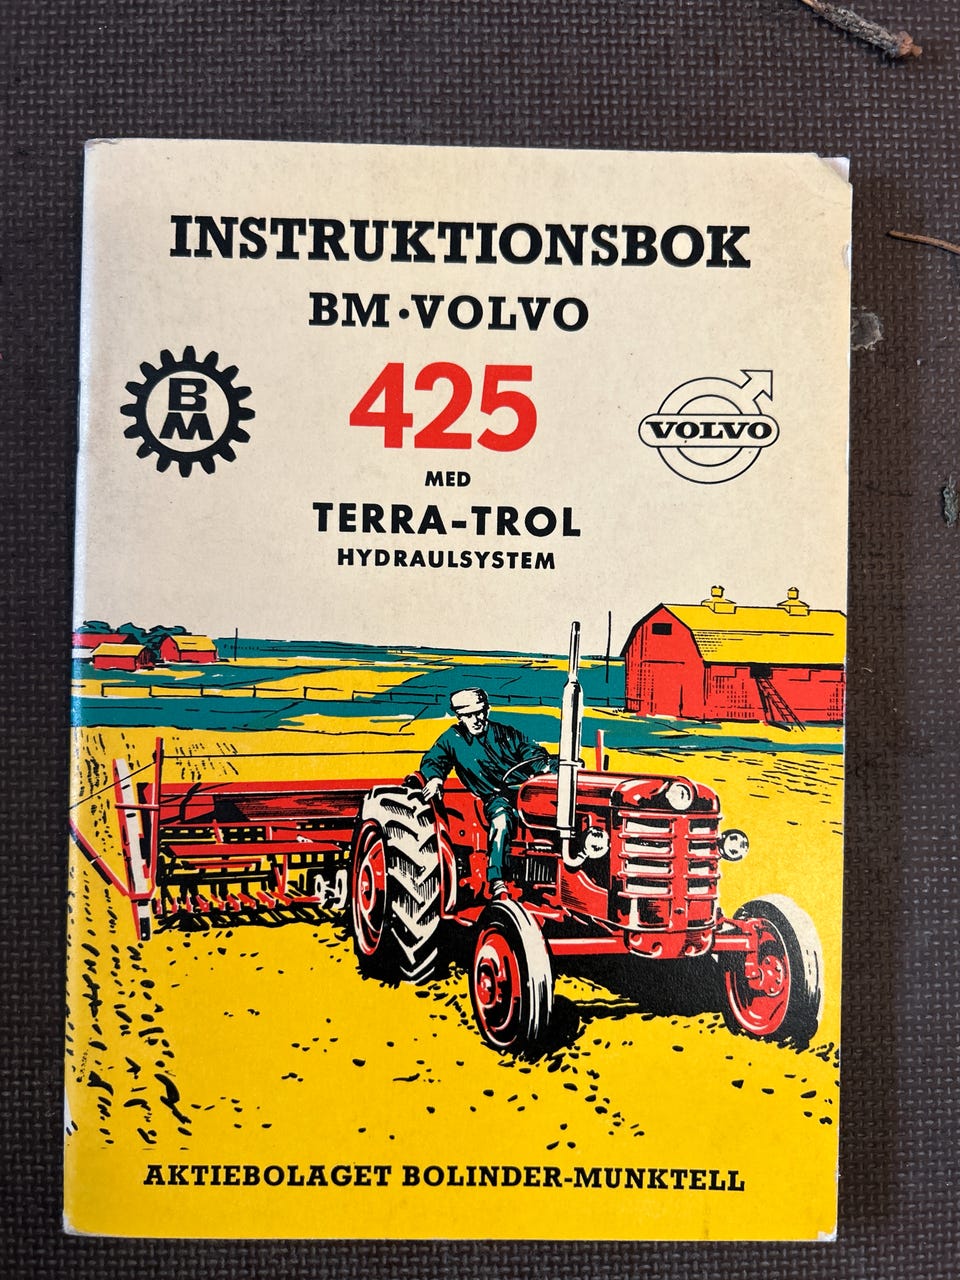 INSTRUKTIONSBOK
BM·VOLVO
425
BM
VOLVO
MED
TERRA-TROL
HYDRAULSYSTEM
AKTIEBOLAGET BOLINDER-MUNKTELL